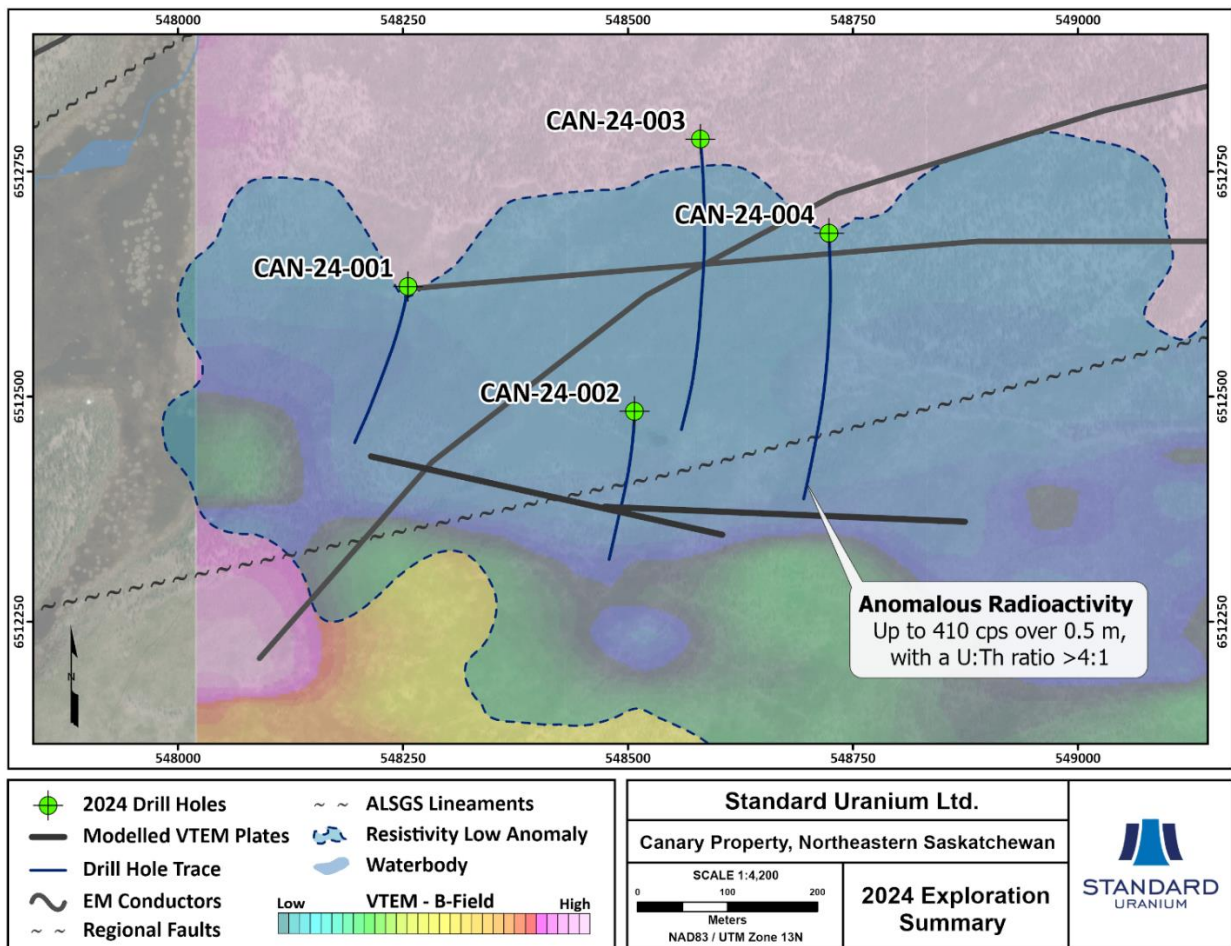 548000 548250 548500 548750 549000
6512750
6512500
6512250
6512750
6512500
6512250
CAN-24-003
CAN-24-004
CAN-24-001
CAN-24-002
Anomalous Radioactivity
Up to 410 cps over 0.5 m,
with a U:Th ratio >4:1
N
548000 548250 548500 548750 549000
2024 Drill Holes
Modelled VTEM Plates
Drill Hole Trace
EM Conductors
Regional Faults
ALSGS Lineaments
Resistivity Low Anomaly
Waterbody
Low VTEM - B-Field High
Standard Uranium Ltd.
Canary Property, Northeastern Saskatchewan
SCALE 1:4,200
0 100 200
Meters
NAD83 / UTM Zone 13N
2024 Exploration
Summary
STANDARD
URANIUM